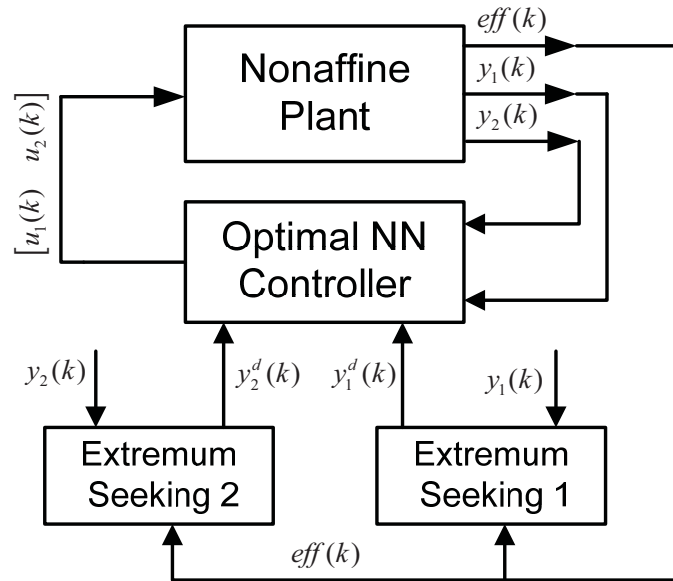 eff(k)
Nonaffine
Plant
y₁(k)
y₂(k)
[u₁(k) u₂(k)]
Optimal NN
Controller
y₂(k)
y₂ᵈ(k)
y₁ᵈ(k)
y₁(k)
Extremum
Seeking 2
Extremum
Seeking 1
eff(k)